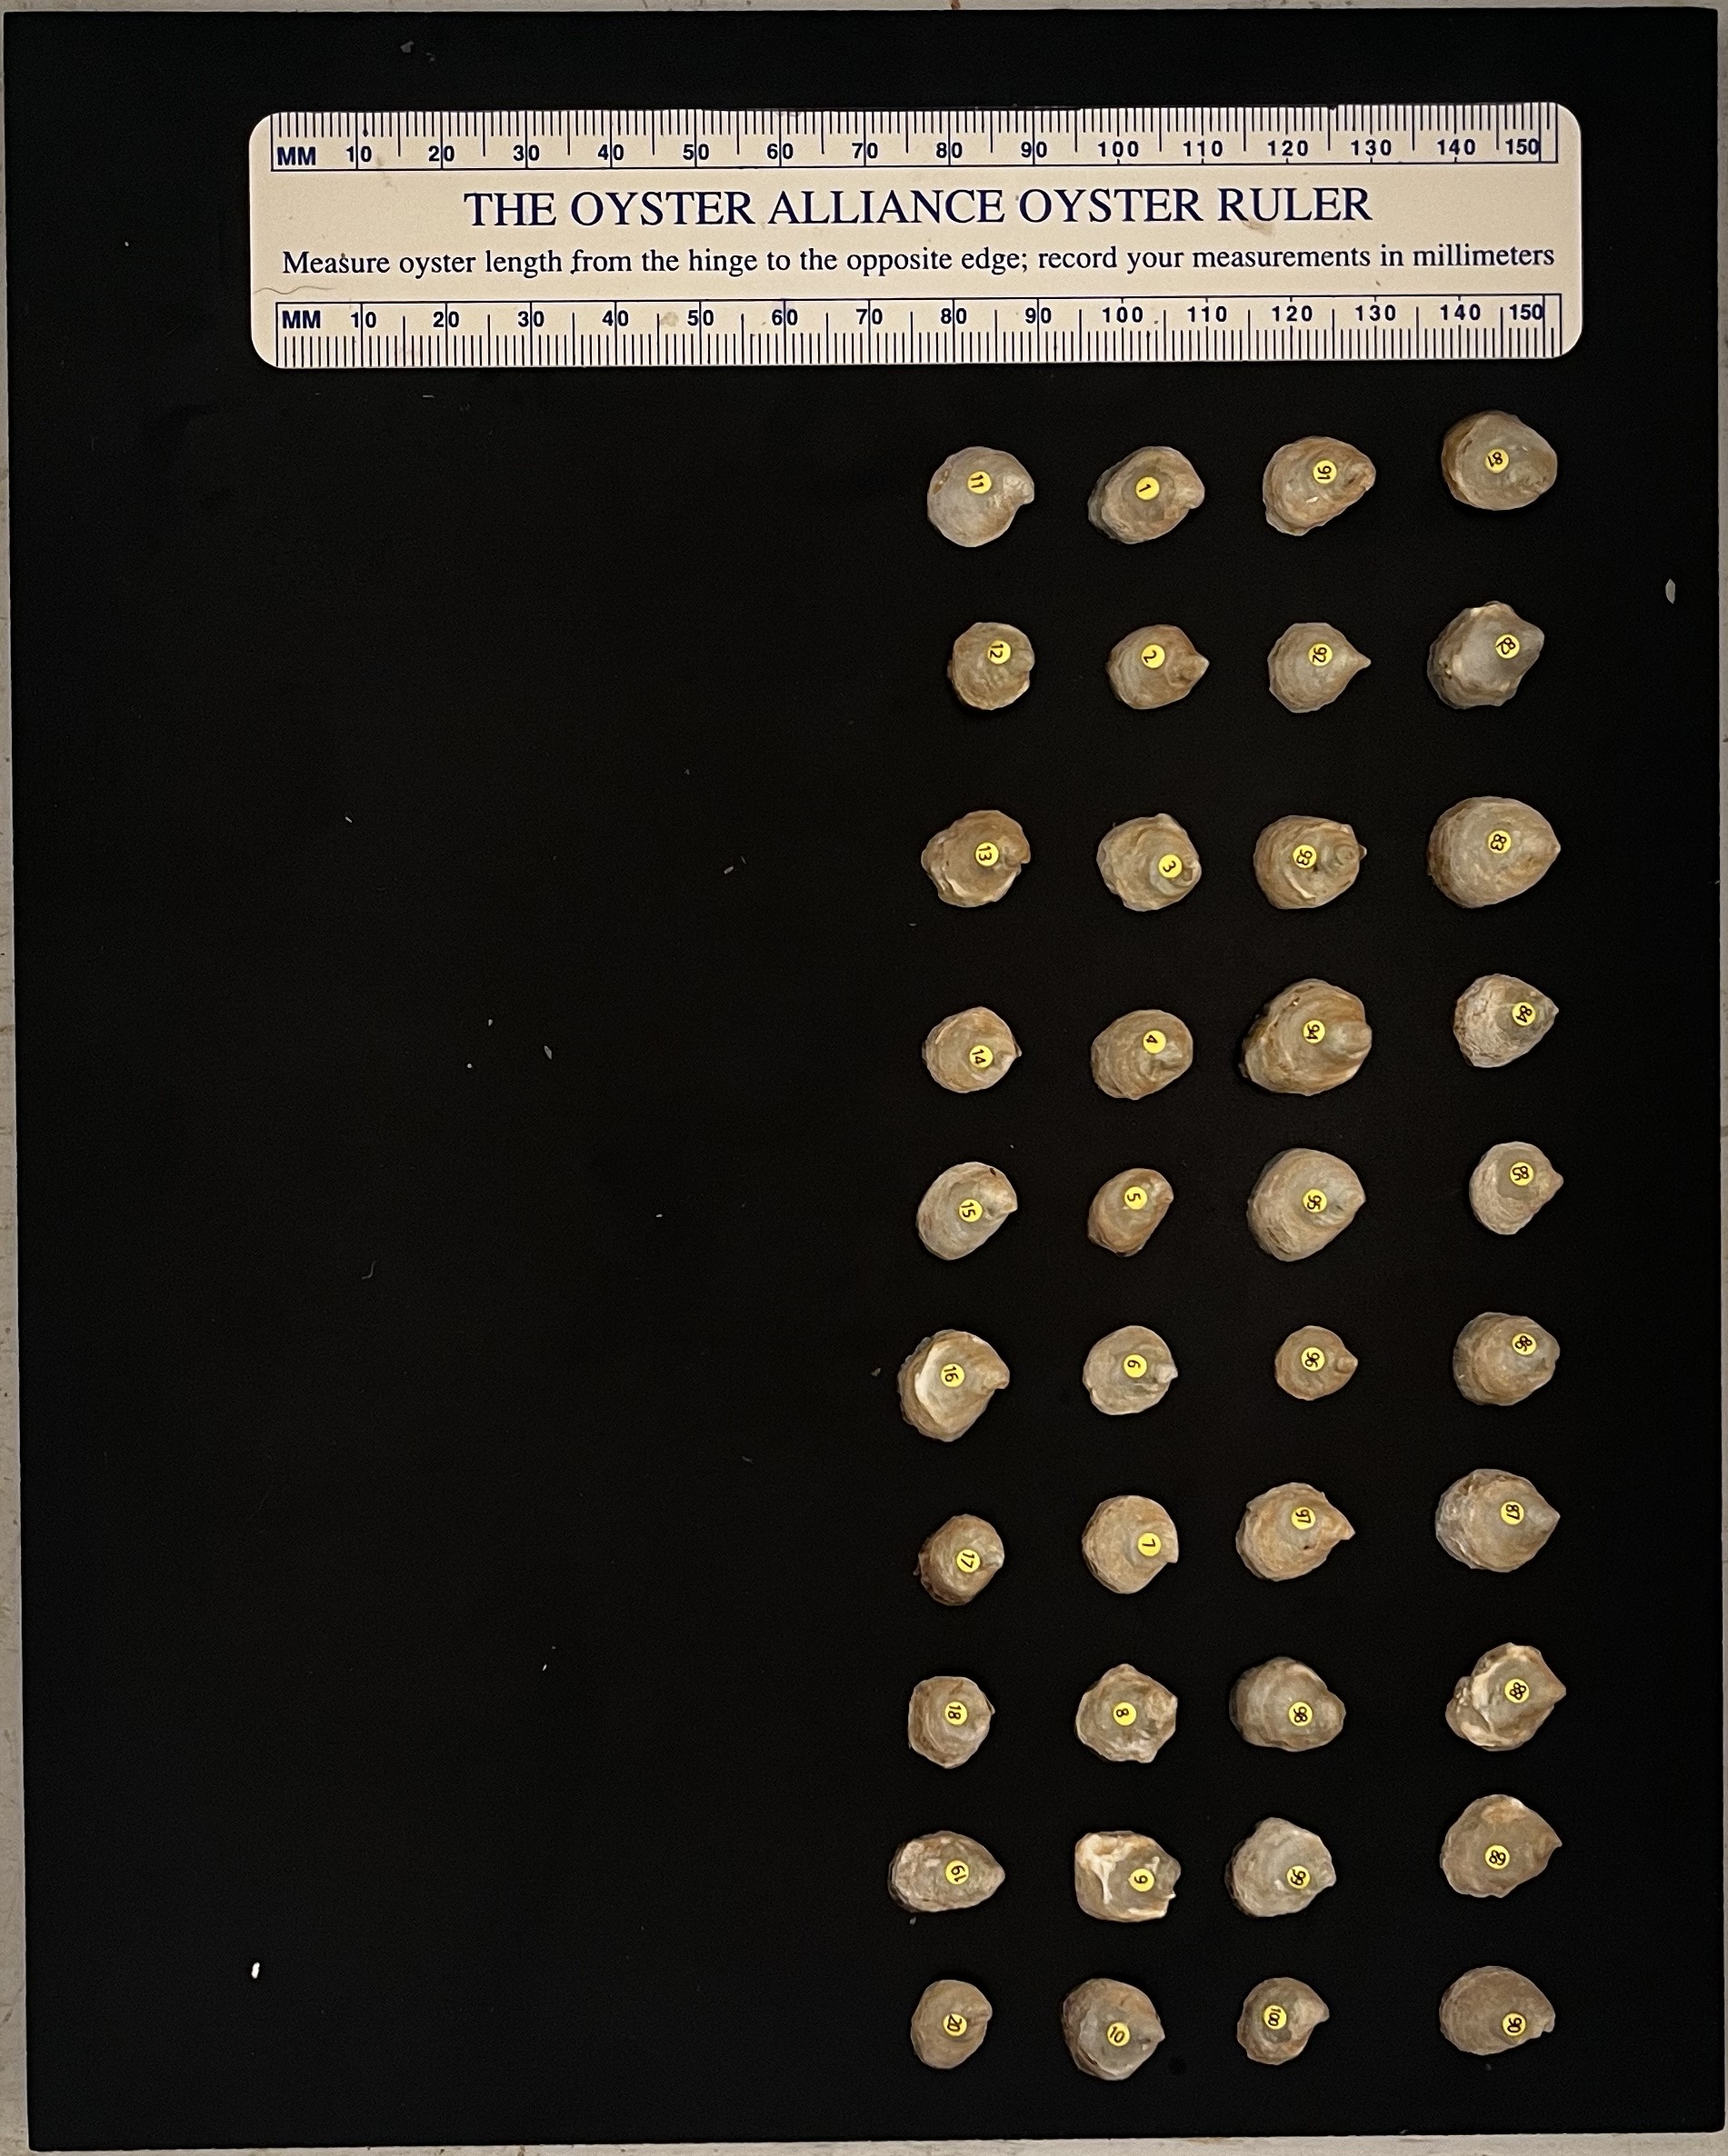 MM 10 20 30 40 50 60 70 80 90 100 110 120 130 140 150
THE OYSTER ALLIANCE OYSTER RULER
Measure oyster length from the hinge to the opposite edge; record your measurements in millimeters
MM 10 20 30 40 50 60 70 80 90 100 110 120 130 140 150
11 1 91 81
12 2 92 82
13 3 93 83
14 4 94 84
15 5 95 85
16 6 96 86
17 7 97 87
18 8 98 88
19 9 99 89
20 10 100 90